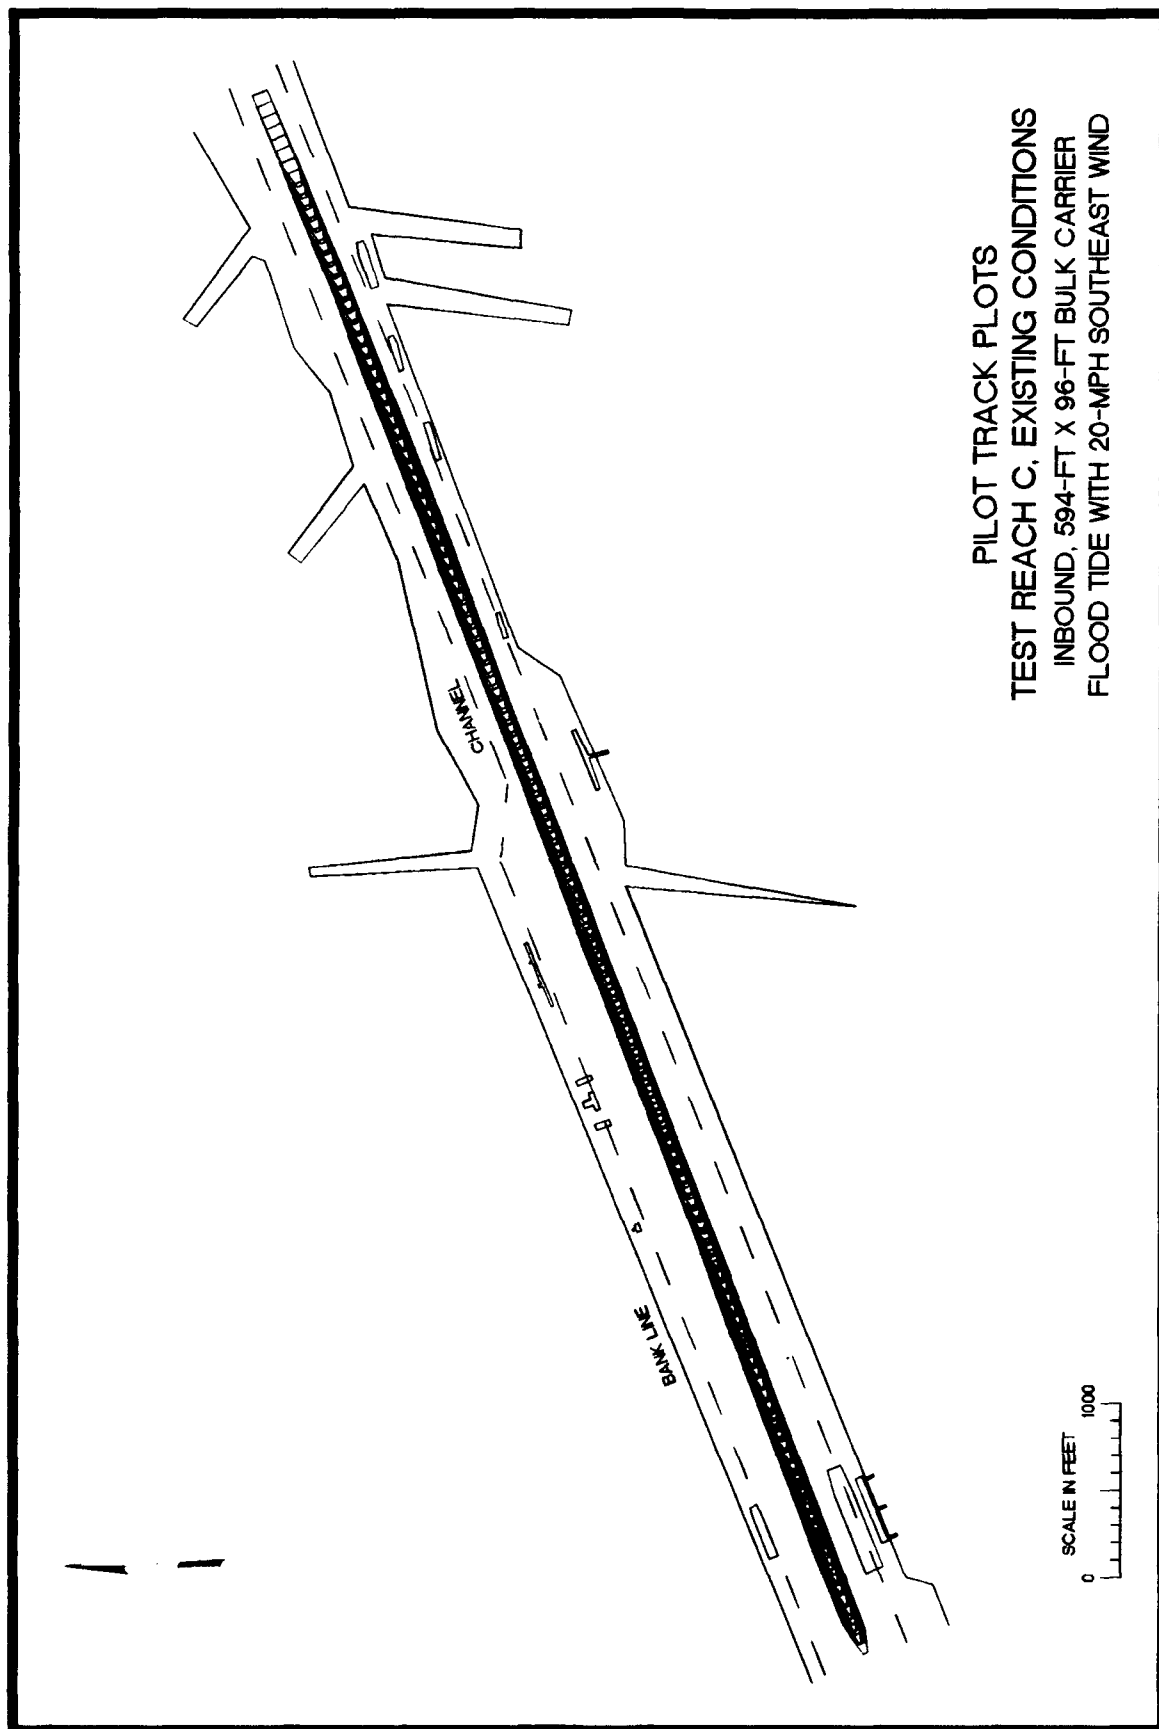 CHANNEL
BANK LINE
PILOT TRACK PLOTS
TEST REACH C, EXISTING CONDITIONS
INBOUND, 594-FT X 96-FT BULK CARRIER
FLOOD TIDE WITH 20-MPH SOUTHEAST WIND
SCALE IN FEET
0 1000